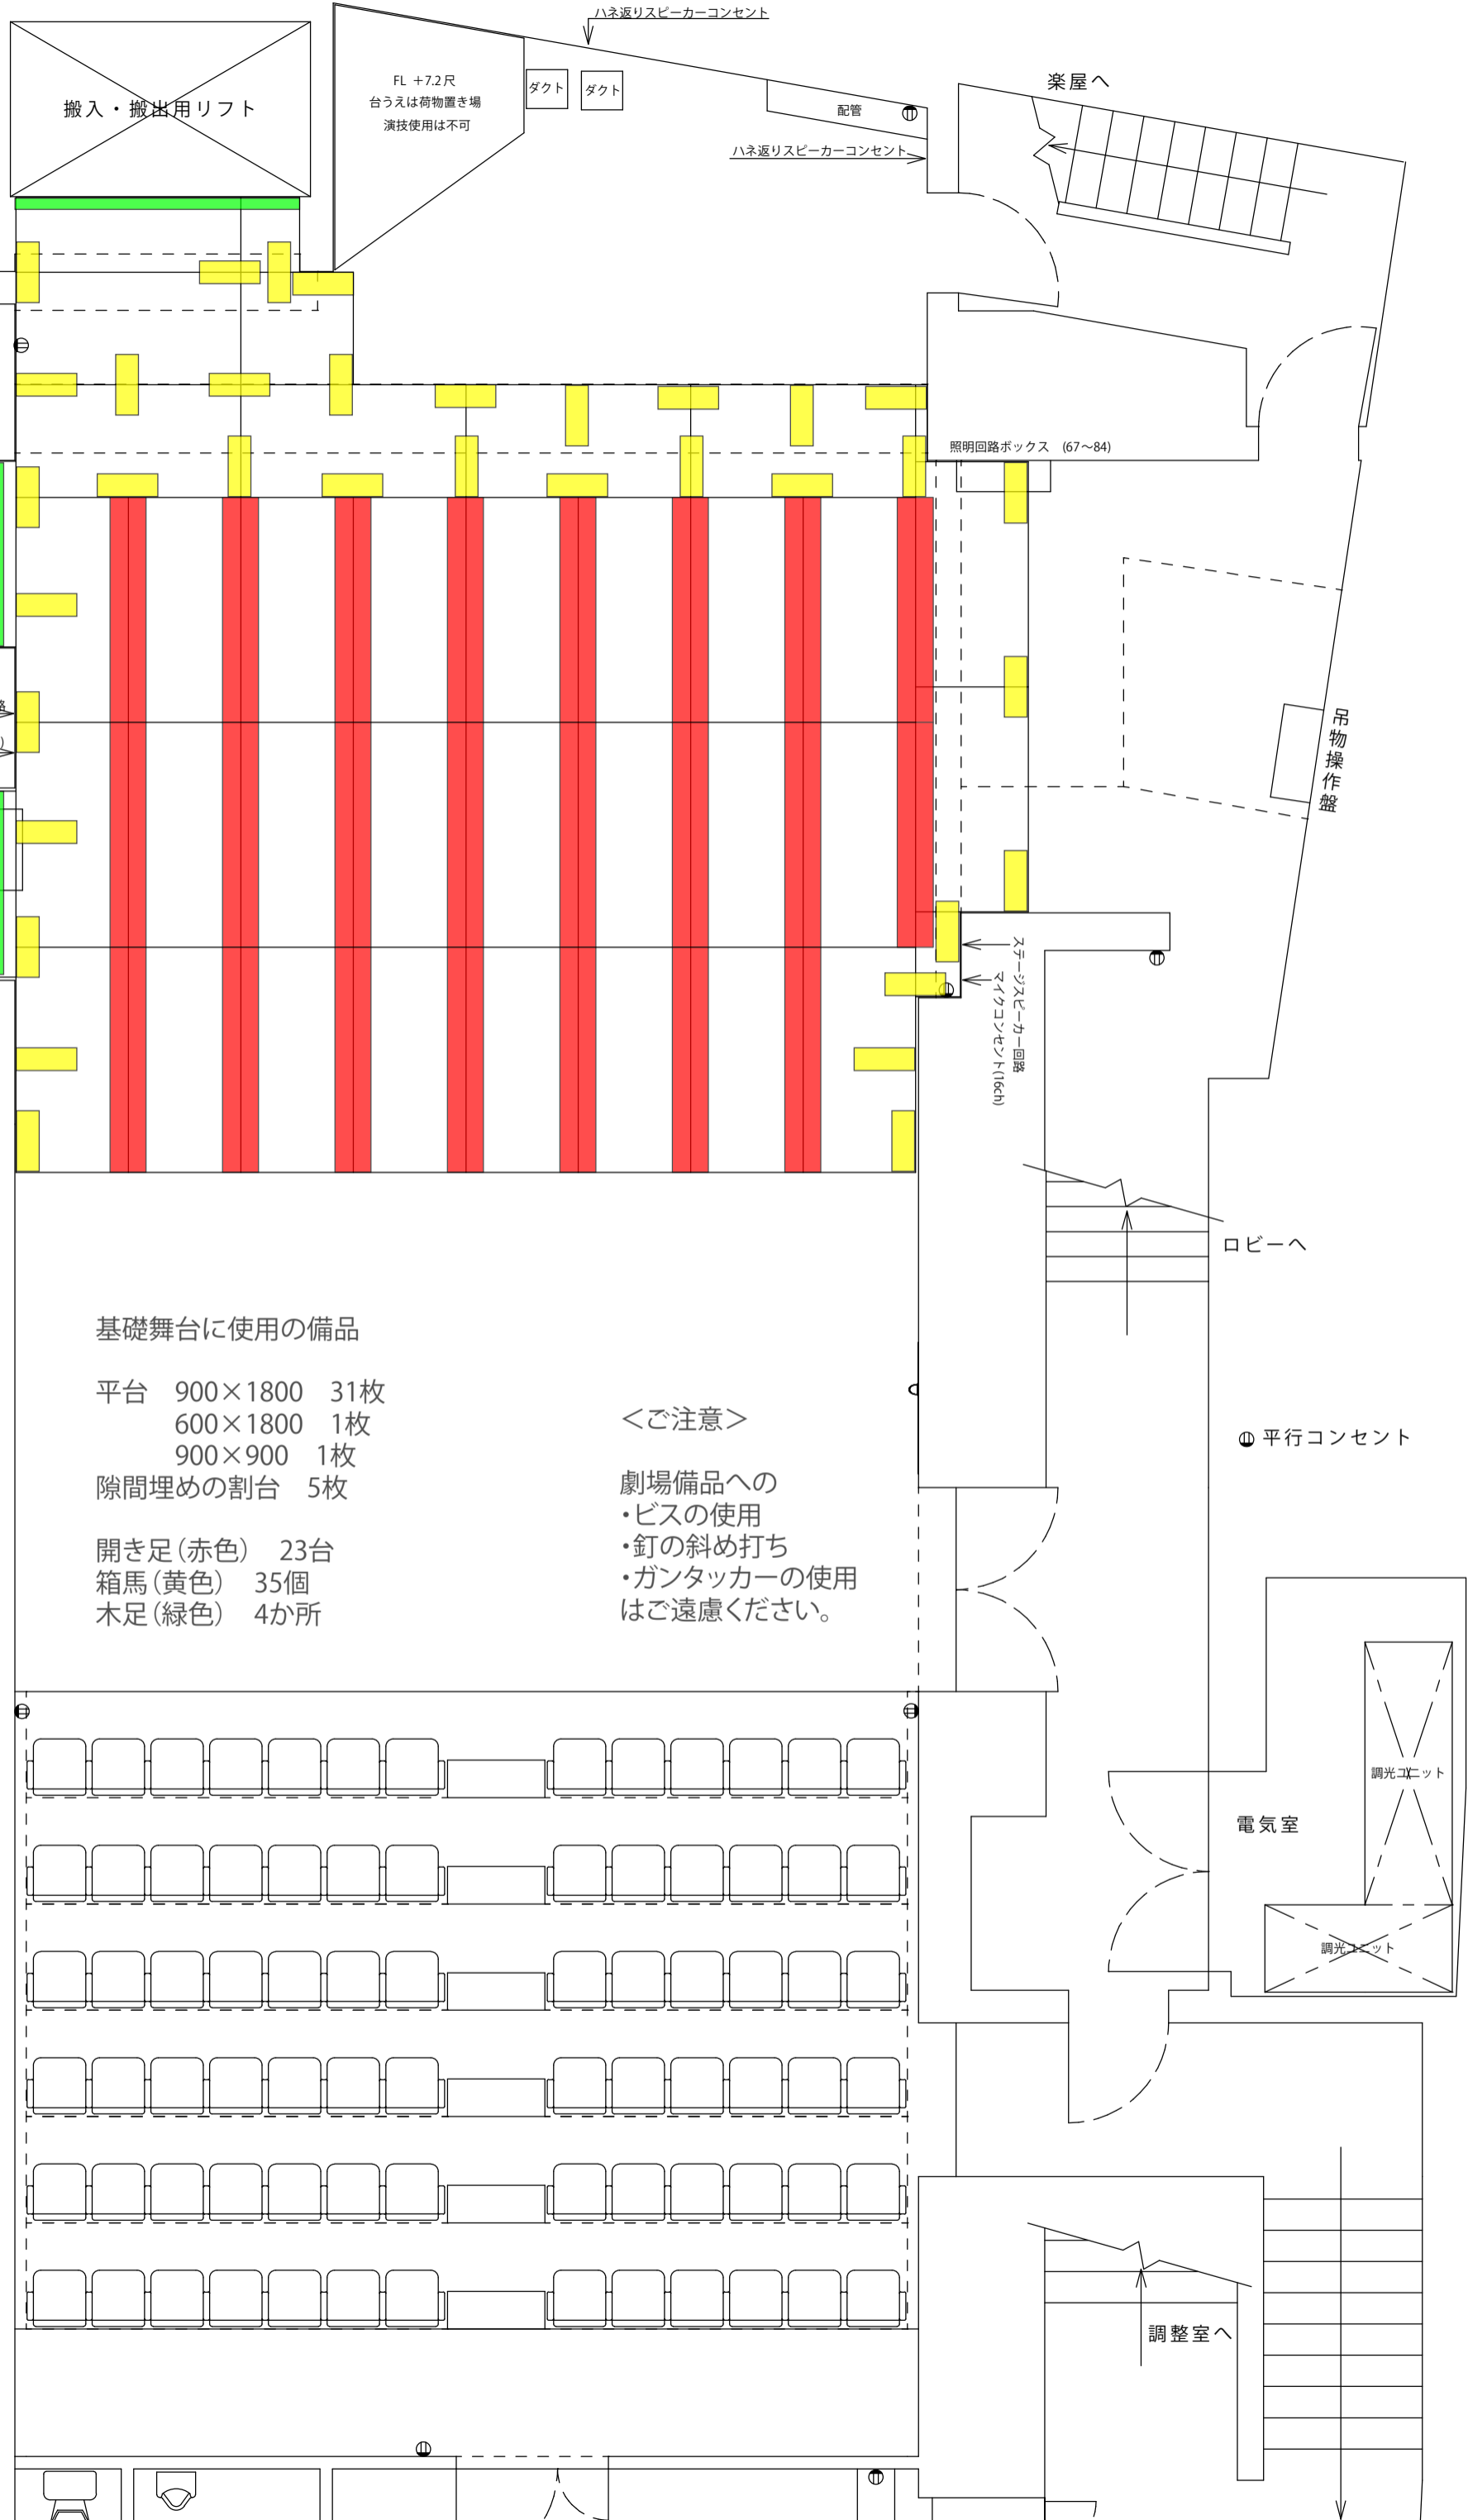 ハネ返りスピーカーコンセント
搬入・搬出用リフト
FL ＋7.2尺
台うえは荷物置き場
演技使用は不可
ダクト
ダクト
配管
ハネ返りスピーカーコンセント
楽屋へ
照明回路ボックス　(67～84)
吊物操作盤
路
)
ステージスピーカー回路
マイクコンセント(16ch)
ロビーへ
基礎舞台に使用の備品
平台　900×1800　31枚
600×1800　1枚
900×900　1枚
隙間埋めの割台　5枚
開き足（赤色）　23台
箱馬（黄色）　35個
木足（緑色）　4か所
＜ご注意＞
劇場備品への
・ビスの使用
・釘の斜め打ち
・ガンタッカーの使用
はご遠慮ください。
平行コンセント
調光ユニット
電気室
調光ユニット
調整室へ